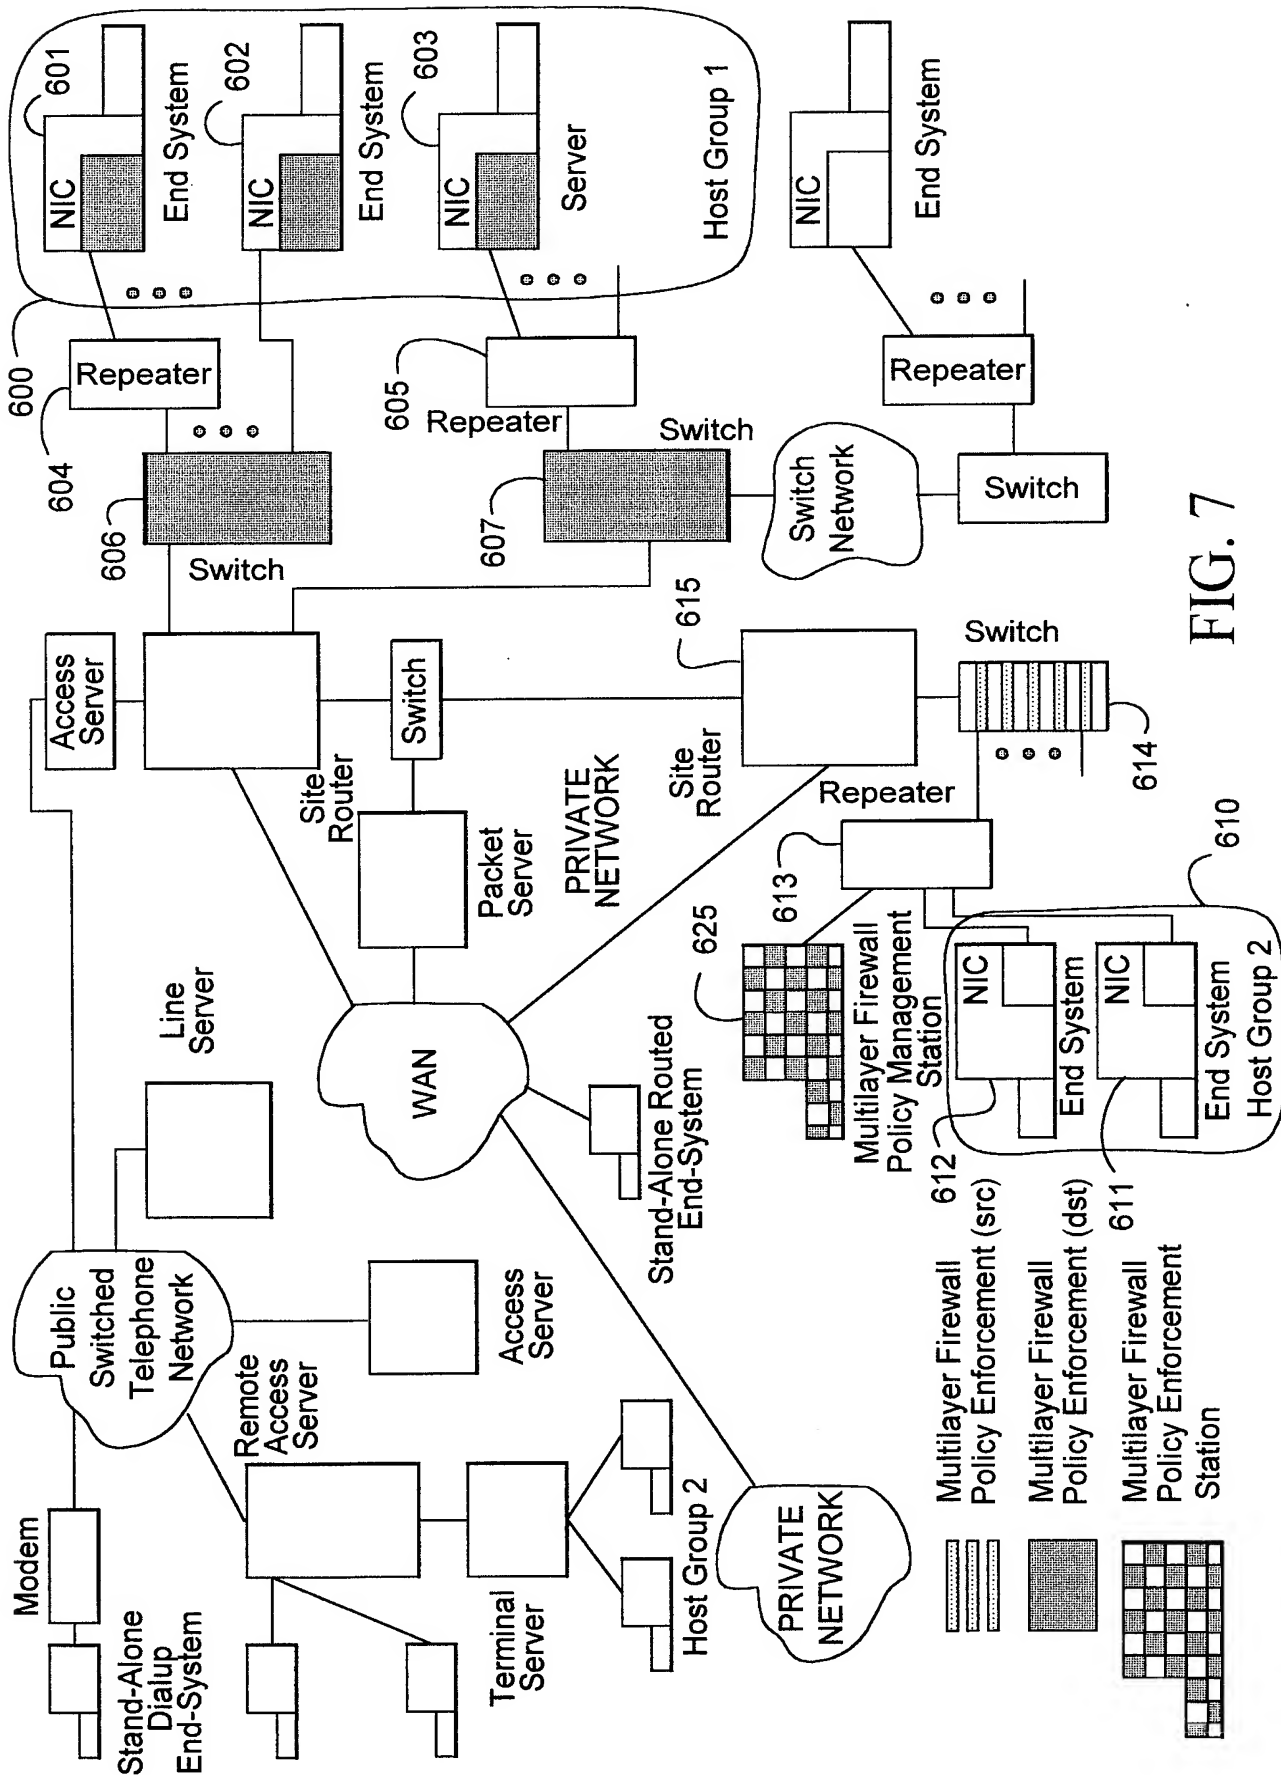 Stand-Alone
Dialup
End-System
Modem
Public
Switched
Telephone
Network
Remote
Access
Server
Terminal
Server
Host Group 2
Access
Server
Line
Server
PRIVATE
NETWORK
WAN
Stand-Alone Routed
End-System
Packet
Server
PRIVATE
NETWORK
Access
Server
Site
Router
Switch
Site
Router
615
606
Switch
604
Repeater
600
NIC
601
End System
NIC
602
End System
605
Repeater
607
Switch
NIC
603
Server
Host Group 1
Switch
Network
Switch
Repeater
NIC
End System
Switch
614
Repeater
613
625
Multilayer Firewall
Policy Management
Station
610
NIC
612
End System
NIC
611
End System
Host Group 2
Multilayer Firewall
Policy Enforcement (src)
Multilayer Firewall
Policy Enforcement (dst)
Multilayer Firewall
Policy Enforcement
Station
FIG. 7